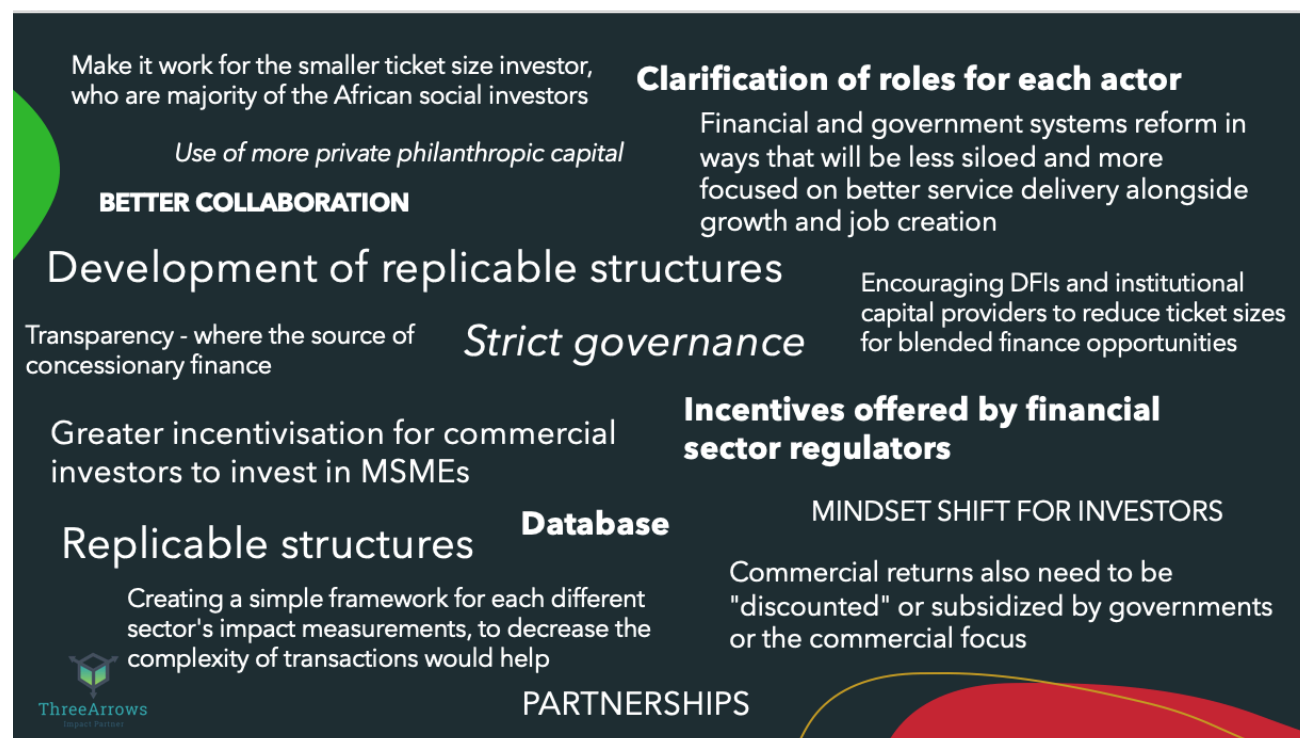 Make it work for the smaller ticket size investor,
who are majority of the African social investors
Clarification of roles for each actor
Use of more private philanthropic capital
Financial and government systems reform in
ways that will be less siloed and more
focused on better service delivery alongside
growth and job creation
BETTER COLLABORATION
Development of replicable structures
Encouraging DFIs and institutional
capital providers to reduce ticket sizes
for blended finance opportunities
Transparency - where the source of
concessionary finance
Strict governance
Greater incentivisation for commercial
investors to invest in MSMEs
Incentives offered by financial
sector regulators
Database
MINDSET SHIFT FOR INVESTORS
Replicable structures
Commercial returns also need to be
"discounted" or subsidized by governments
or the commercial focus
Creating a simple framework for each different
sector's impact measurements, to decrease the
complexity of transactions would help
PARTNERSHIPS
ThreeArrows
Impact Partner